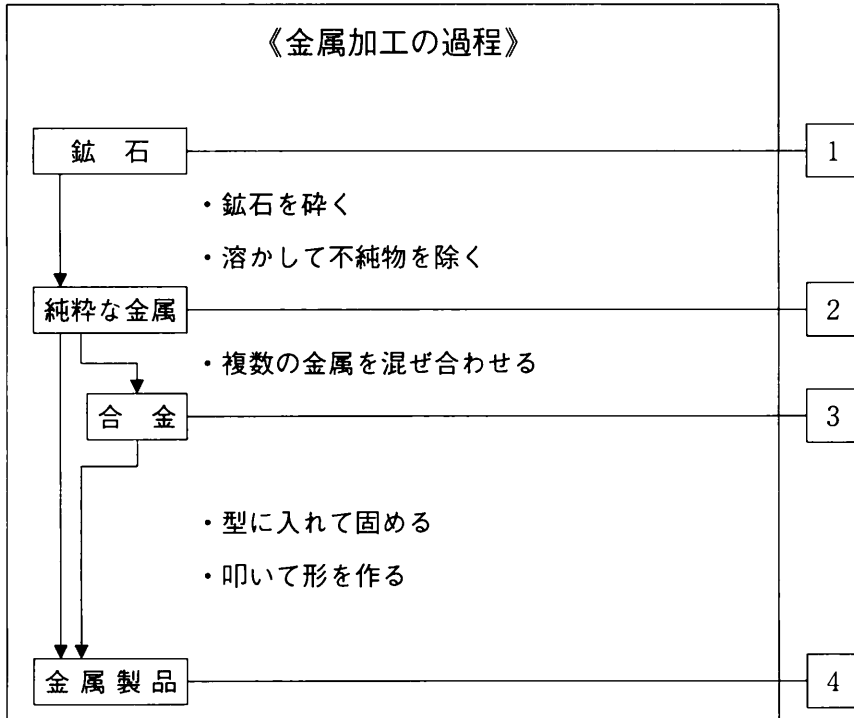 《金属加工の過程》
鉱石
1
・鉱石を砕く
・溶かして不純物を除く
純粋な金属
2
・複数の金属を混ぜ合わせる
合金
3
・型に入れて固める
・叩いて形を作る
金属製品
4